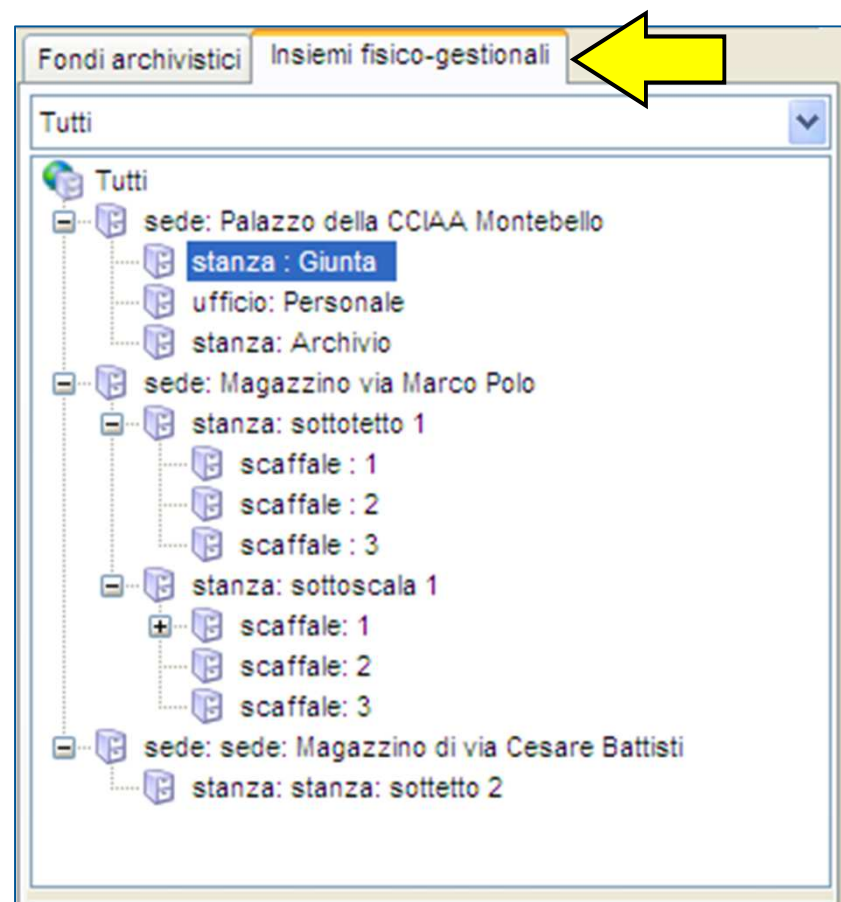 Fondi archivistici Insiemi fisico-gestionali
Tutti
Tutti
sede: Palazzo della CCIAA Montebello
stanza : Giunta
ufficio: Personale
stanza: Archivio
sede: Magazzino via Marco Polo
stanza: sottotetto 1
scaffale : 1
scaffale : 2
scaffale : 3
stanza: sottoscala 1
scaffale: 1
scaffale: 2
scaffale: 3
sede: sede: Magazzino di via Cesare Battisti
stanza: stanza: sottetto 2